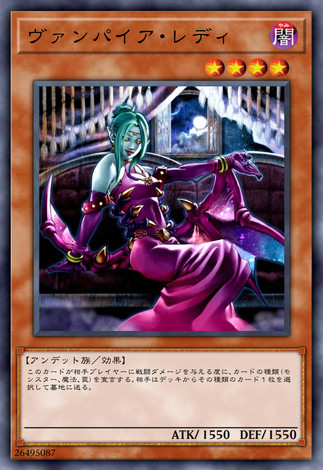 ヴァンパイア・レディ
やみ
闇
【アンデット族／効果】
このカードが相手プレイヤーに戦闘ダメージを与える度に、カードの種類(モ
ンスター、魔法、罠)を宣言する。相手はデッキからその種類のカード１枚を選
択して墓地に送る。
ATK/ 1550 DEF/ 1550
26495087